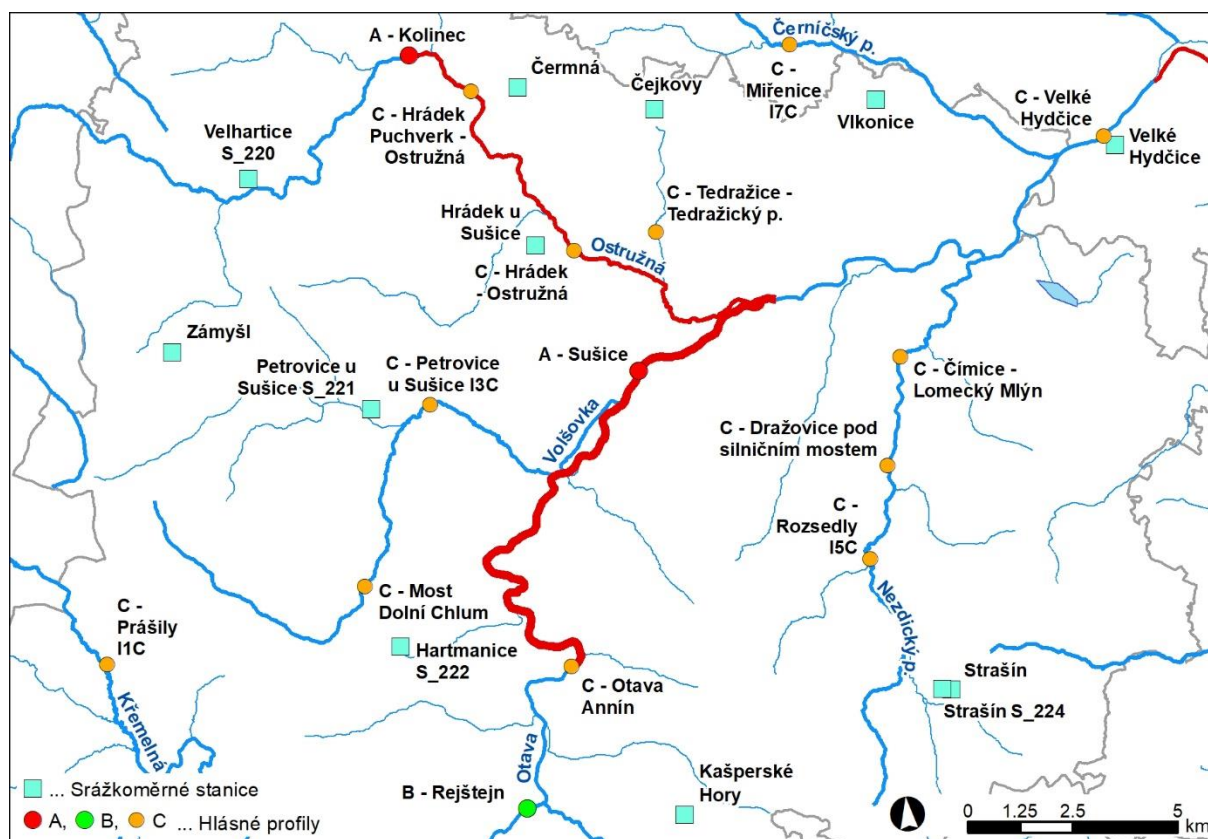 A - Kolinec
Černíčský p.
Čermná
Čejkovy
C -
Miřenice
I7C
Vlkonice
C - Velké
Hydčice
Velké
Hydčice
C - Hrádek
Puchverk -
Ostružná
Velhartice
S_220
C - Tedražice -
Tedražický p.
Hrádek u
Sušice
Ostružná
C - Hrádek
- Ostružná
Zámyšl
Petrovice u
Sušice S_221
C - Petrovice
u Sušice I3C
A - Sušice
C - Čímice -
Lomecký Mlýn
Volšovka
C - Dražovice pod
silničním mostem
C -
Rozsedly
I5C
Nezdický p.
C - Most
Dolní Chlum
C -
Prášily
I1C
Hartmanice
S_222
C - Otava
Annín
Strašín
Strašín S_224
Křemelná
Otava
Kašperské
Hory
B - Rejštejn
... Srážkoměrné stanice
A, B, C ... Hlásné profily
0 1.25 2.5 5
km